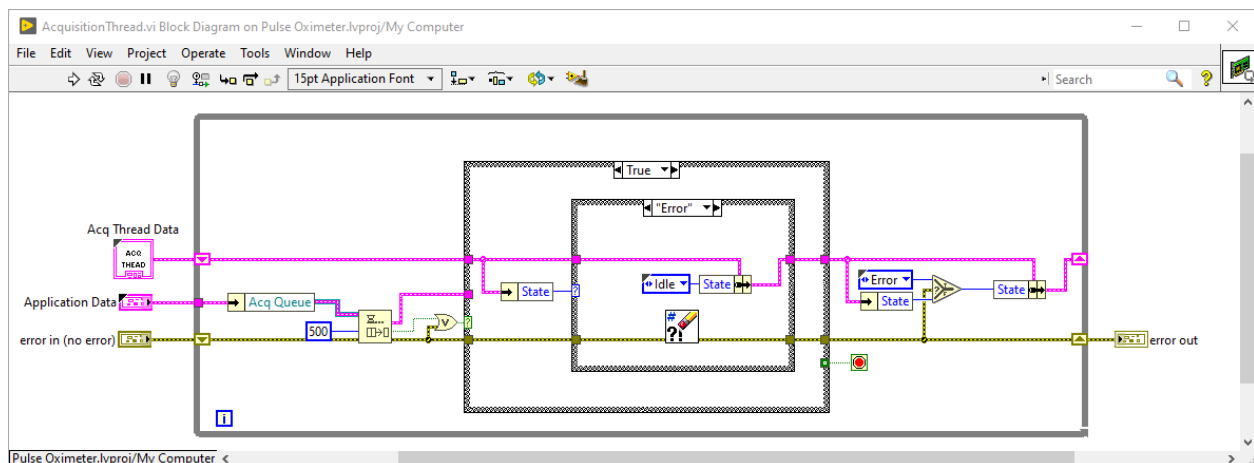 AcquisitionThread.vi Block Diagram on Pulse Oximeter.lvproj/My Computer
File Edit View Project Operate Tools Window Help
15pt Application Font
Search
True
"Error"
Acq Thread Data
ACQ
THEAD
Idle
State
State
Error
State
State
Application Data
Acq Queue
500
error in (no error)
#
?!
error out
i
Pulse Oximeter.lvproj/My Computer